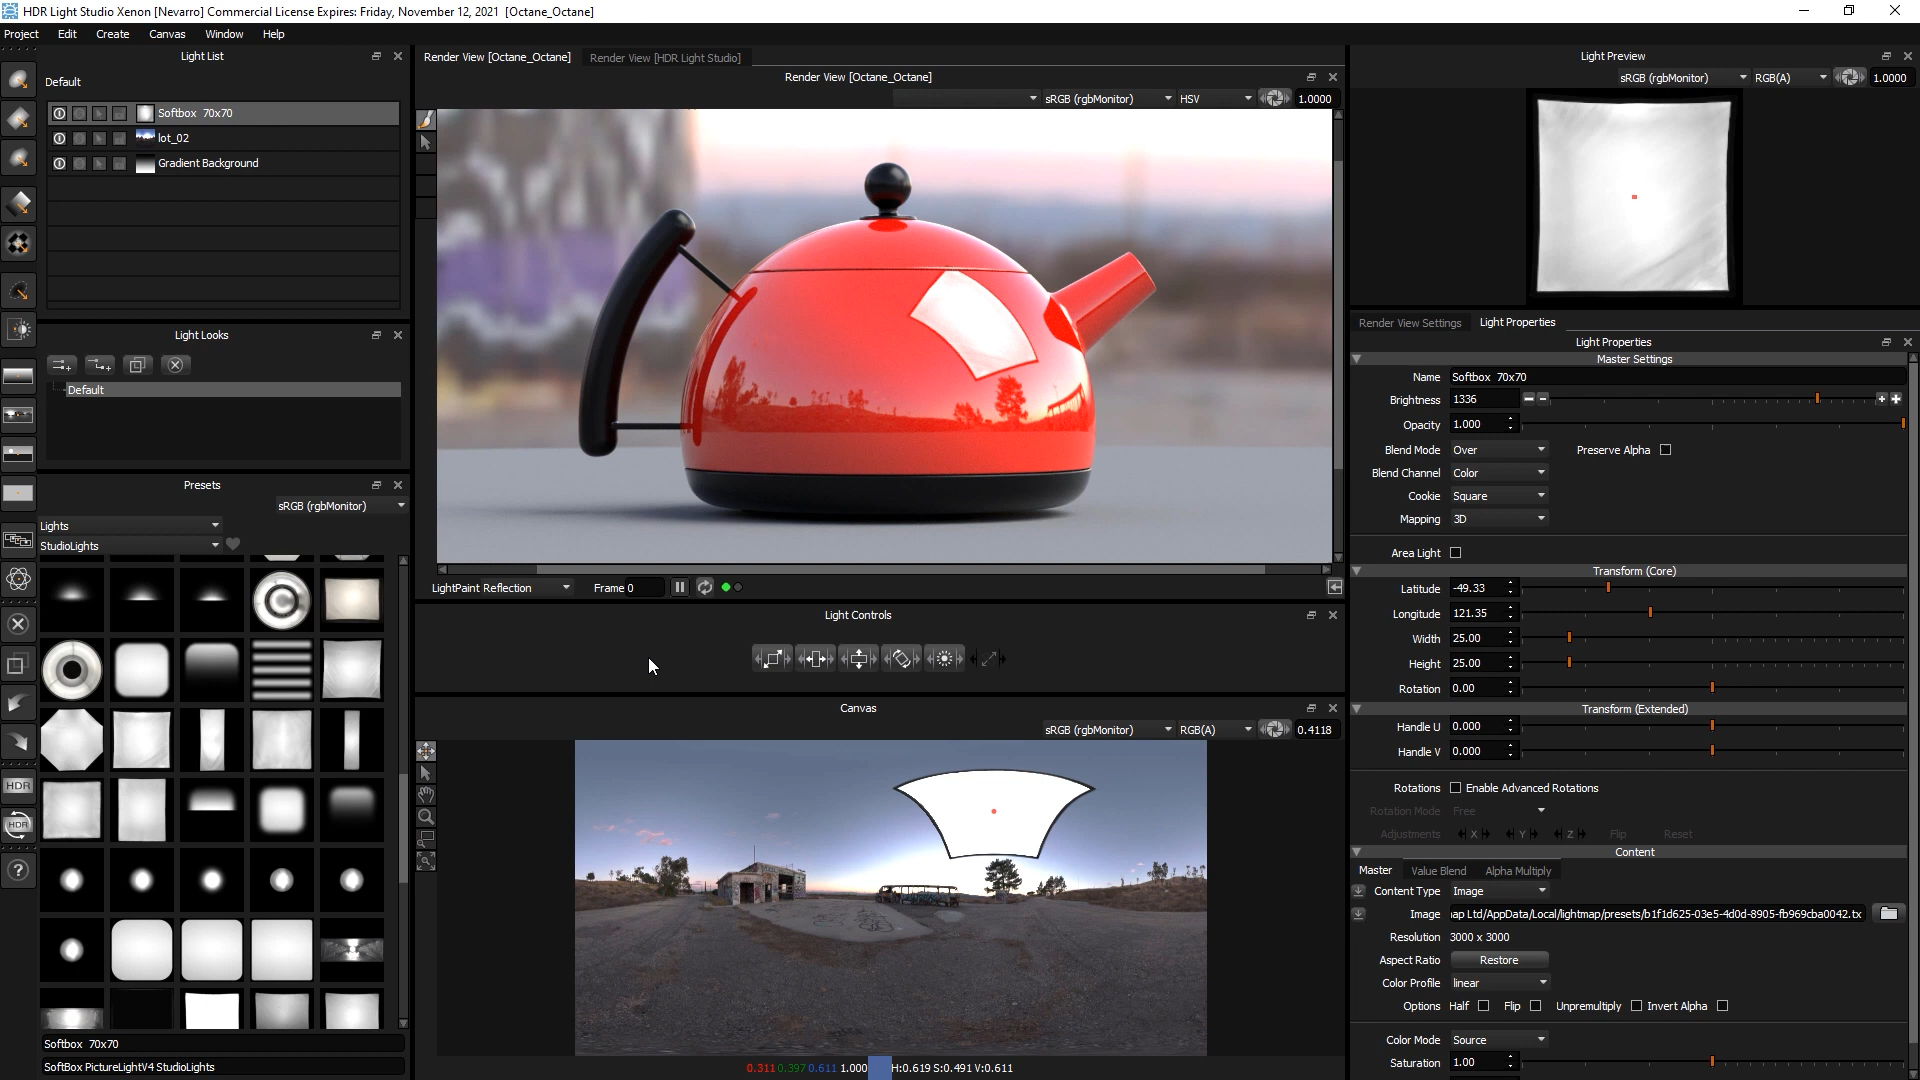 HDR Light Studio Xenon [Nevarro] Commercial License Expires: Friday, November 12, 2021 [Octane_Octane]
Project Edit Create Canvas Window Help
Light List
Default
Softbox 70x70
lot_02
Gradient Background
Light Looks
Default
Presets
sRGB (rgbMonitor)
Lights
StudioLights
HDR
HDR
?
Softbox 70x70
SoftBox PictureLightV4 StudioLights
Render View [Octane_Octane] Render View [HDR Light Studio]
Render View [Octane_Octane]
sRGB (rgbMonitor) HSV 1.0000
LightPaint Reflection Frame 0
Light Controls
Canvas
sRGB (rgbMonitor) RGB(A) 0.4118
0.311 0.397 0.611 1.000 H:0.619 S:0.491 V:0.611
Light Preview
sRGB (rgbMonitor) RGB(A) 1.0000
Render View Settings Light Properties
Light Properties
Master Settings
Name Softbox 70x70
Brightness 1336
Opacity 1.000
Blend Mode Over Preserve Alpha
Blend Channel Color
Cookie Square
Mapping 3D
Area Light
Transform (Core)
Latitude -49.33
Longitude 121.35
Width 25.00
Height 25.00
Rotation 0.00
Transform (Extended)
Handle U 0.000
Handle V 0.000
Rotations Enable Advanced Rotations
Rotation Mode Free
Adjustments X Y Z Flip Reset
Content
Master Value Blend Alpha Multiply
Content Type Image
Image ıap Ltd/AppData/Local/lightmap/presets/b1f1d625-03e5-4d0d-8905-fb969cba0042.tx
Resolution 3000 x 3000
Aspect Ratio Restore
Color Profile linear
Options Half Flip Unpremultiply Invert Alpha
Color Mode Source
Saturation 1.00